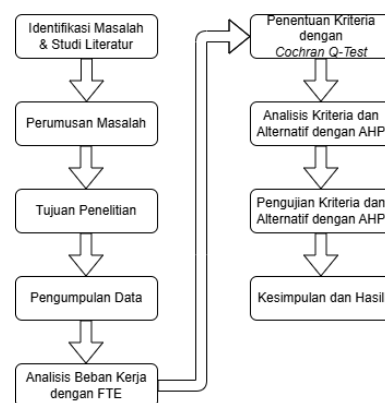 Identifikasi Masalah
& Studi Literatur
Perumusan Masalah
Tujuan Penelitian
Pengumpulan Data
Analisis Beban Kerja
dengan FTE
Penentuan Kriteria
dengan
Cochran Q-Test
Analisis Kriteria dan
Alternatif dengan AHP
Pengujian Kriteria dan
Alternatif dengan AHP
Kesimpulan dan Hasil